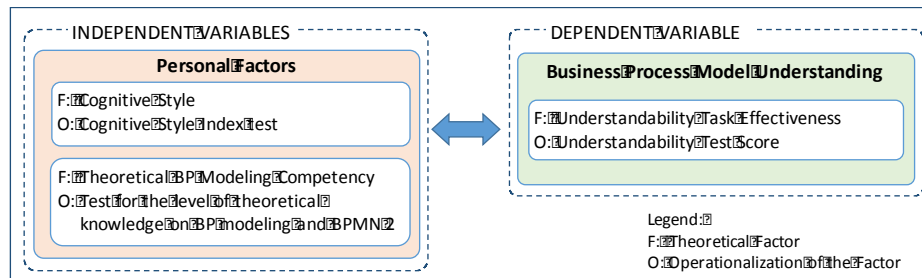 INDEPENDENT VARIABLES
Personal Factors
F: Cognitive Style
O: Cognitive Style Index test
F: Theoretical BP Modeling Competency
O: Test for the level of theoretical
knowledge on BP modeling and BPMN 2
DEPENDENT VARIABLE
Business Process Model Understanding
F: Understandability Task Effectiveness
O: Understandability Test Score
Legend:
F: Theoretical Factor
O: Operationalization of the Factor